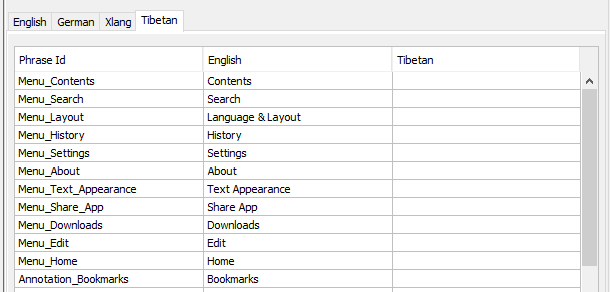 English German Xlang Tibetan
Phrase Id English Tibetan
Menu_Contents Contents
Menu_Search Search
Menu_Layout Language & Layout
Menu_History History
Menu_Settings Settings
Menu_About About
Menu_Text_Appearance Text Appearance
Menu_Share_App Share App
Menu_Downloads Downloads
Menu_Edit Edit
Menu_Home Home
Annotation_Bookmarks Bookmarks